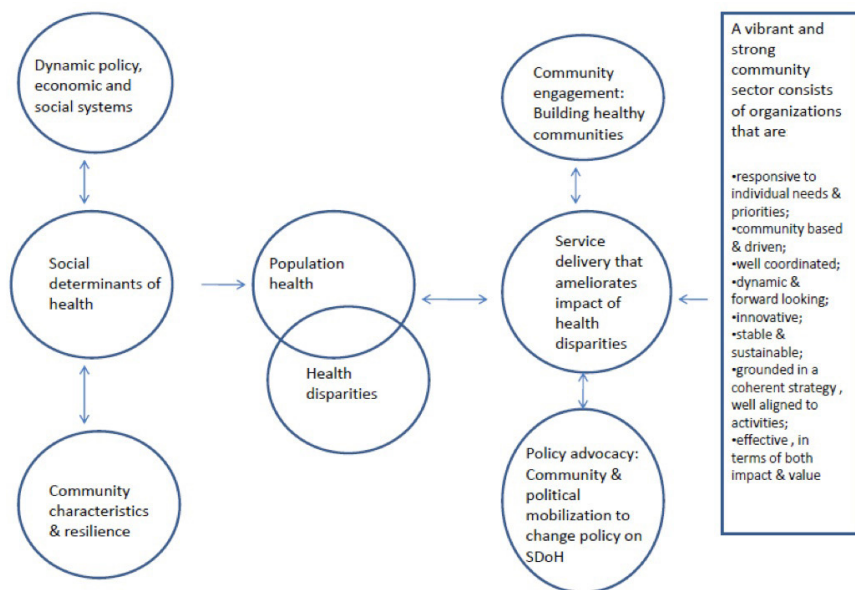 Dynamic policy,
economic and
social systems
Social
determinants of
health
Community
characteristics
& resilience
Population
health
Health
disparities
Community
engagement:
Building healthy
communities
Service
delivery that
ameliorates
impact of
health
disparities
Policy advocacy:
Community &
political
mobilization to
change policy on
SDoH
A vibrant and
strong
community
sector consists
of organizations
that are
•responsive to
individual needs &
priorities;
•community based
& driven;
•well coordinated;
•dynamic &
forward looking;
•innovative;
•stable &
sustainable;
•grounded in a
coherent strategy ,
well aligned to
activities;
•effective , in
terms of both
impact & value